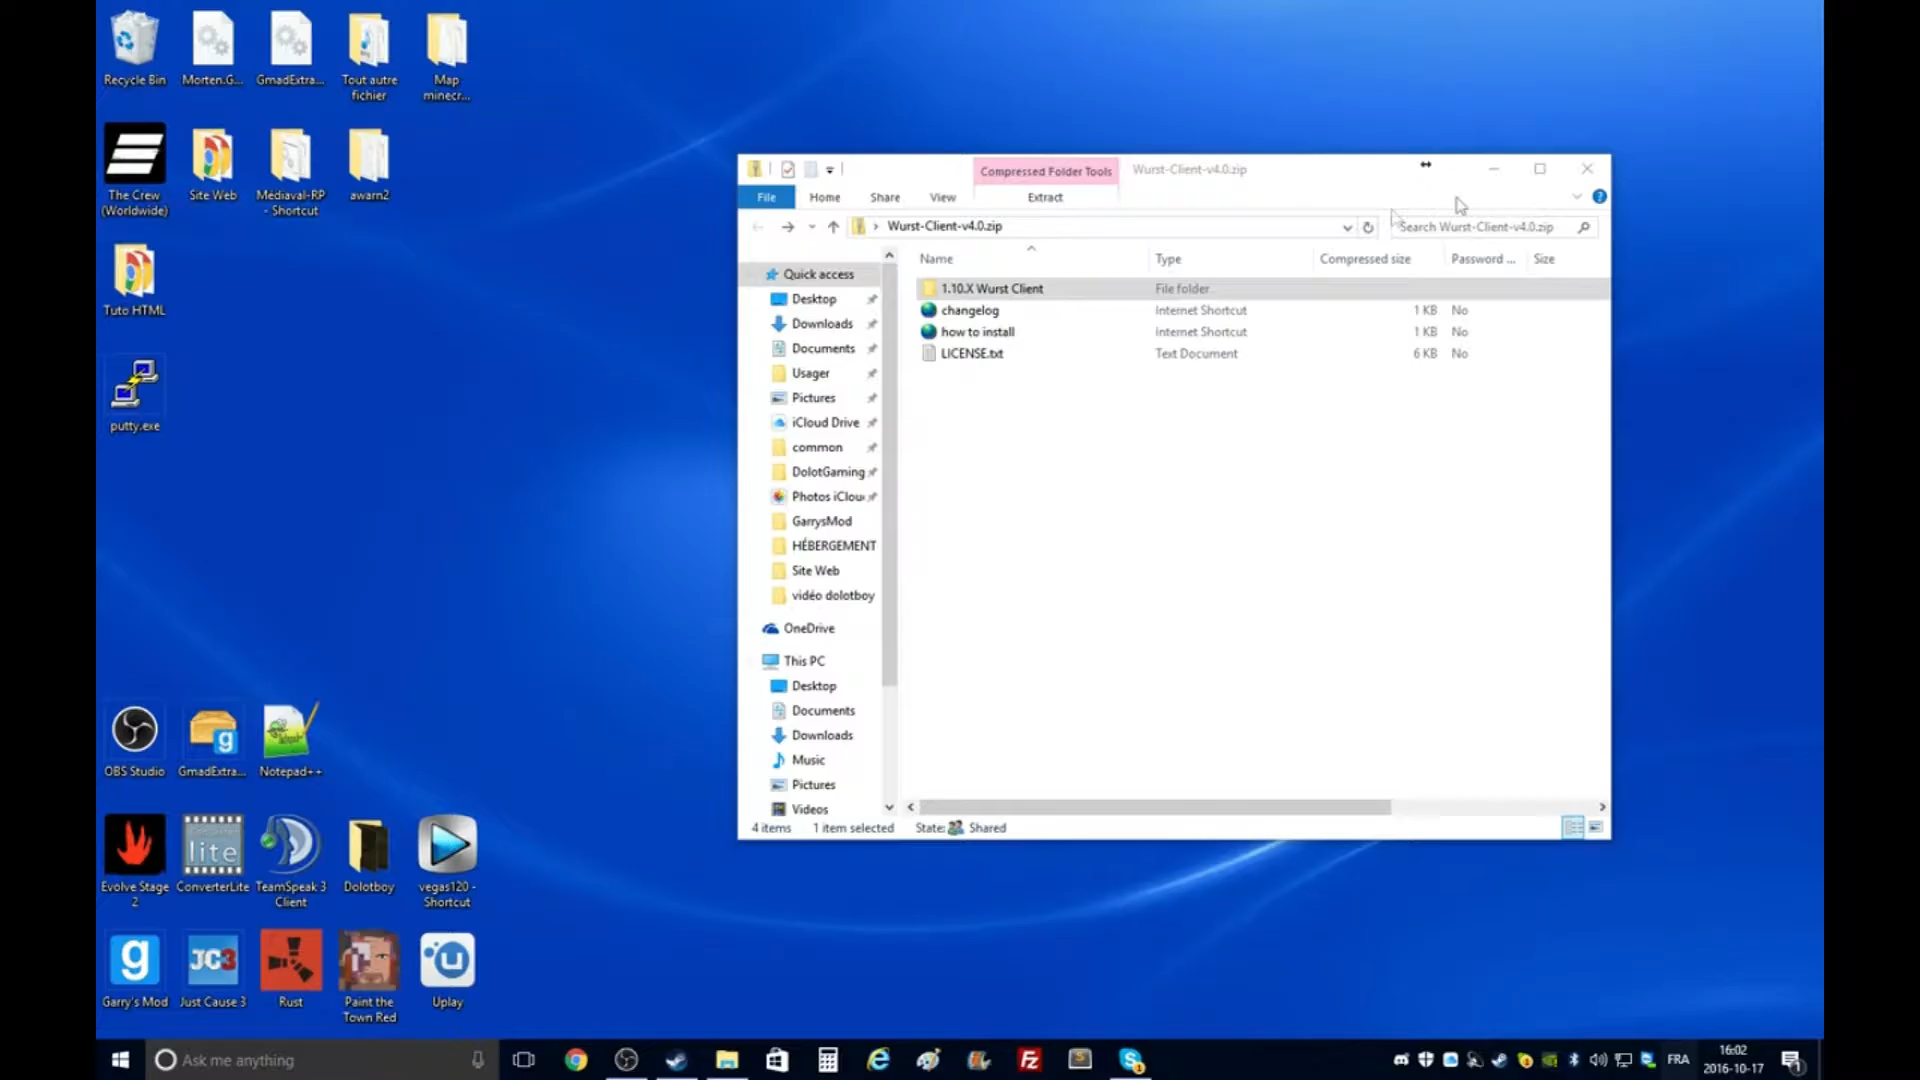 Recycle Bin
Morten.G...
GmadExtra...
Tout autre
fichier
Map
minecr...
The Crew
(Worldwide)
Site Web
Médiaval-RP
- Shortcut
awarn2
Tuto HTML
putty.exe
OBS Studio
GmadExtra...
Notepad++
Evolve Stage
2
lite
ConverterLite
TeamSpeak 3
Client
Dolotboy
vegas120 -
Shortcut
g
Garry's Mod
JC3
Just Cause 3
Rust
Paint the
Town Red
Uplay
Compressed Folder Tools
Wurst-Client-v4.0.zip
File
Home
Share
View
Extract
Wurst-Client-v4.0.zip
Search Wurst-Client-v4.0.zip
Quick access
Desktop
Downloads
Documents
Usager
Pictures
iCloud Drive
common
DolotGaming
Photos iClou
GarrysMod
HÉBERGEMENT
Site Web
vidéo dolotboy
OneDrive
This PC
Desktop
Documents
Downloads
Music
Pictures
Videos
Name Type Compressed size Password ... Size
1.10.X Wurst Client File folder
changelog Internet Shortcut 1 KB No
how to install Internet Shortcut 1 KB No
LICENSE.txt Text Document 6 KB No
4 items 1 item selected State: Shared
Ask me anything
FRA
16:02
2016-10-17